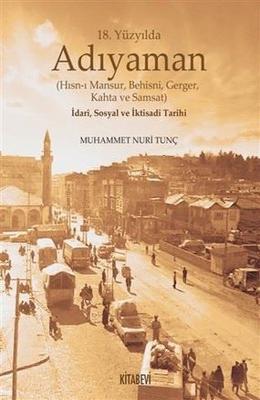 18. Yüzyılda
Adıyaman
(Hısn-ı Mansur, Behisni, Gerger,
Kahta ve Samsat)
İdari, Sosyal ve İktisadi Tarihi
MUHAMMET NURİ TUNÇ
KİTABEVİ